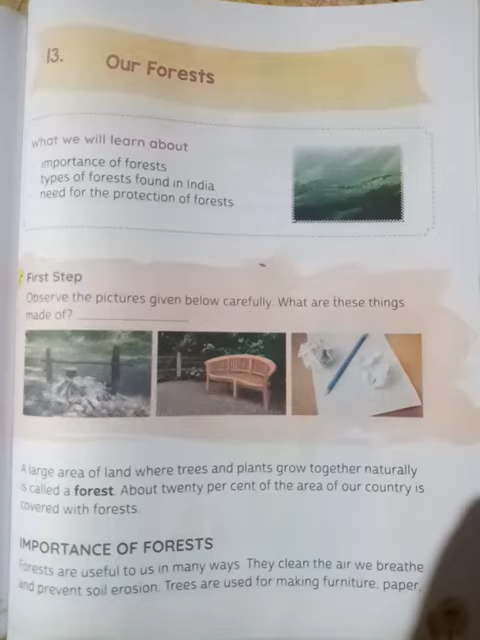 13. Our Forests
what we will learn about
importance of forests
types of forests found in India
need for the protection of forests
First Step
Observe the pictures given below carefully. What are these things
made of?
A large area of land where trees and plants grow together naturally
is called a forest. About twenty per cent of the area of our country is
covered with forests.
IMPORTANCE OF FORESTS
Forests are useful to us in many ways. They clean the air we breathe
and prevent soil erosion. Trees are used for making furniture, paper,